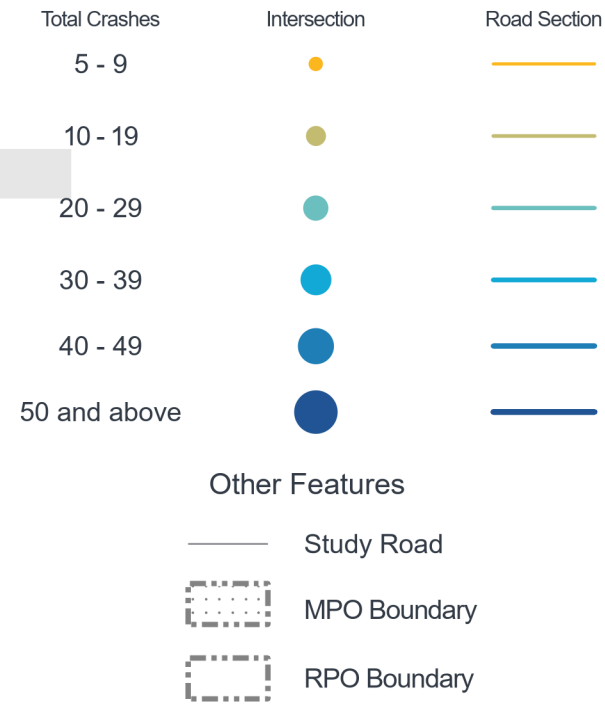 Total Crashes Intersection Road Section
5 - 9
10 - 19
20 - 29
30 - 39
40 - 49
50 and above
Other Features
Study Road
MPO Boundary
RPO Boundary